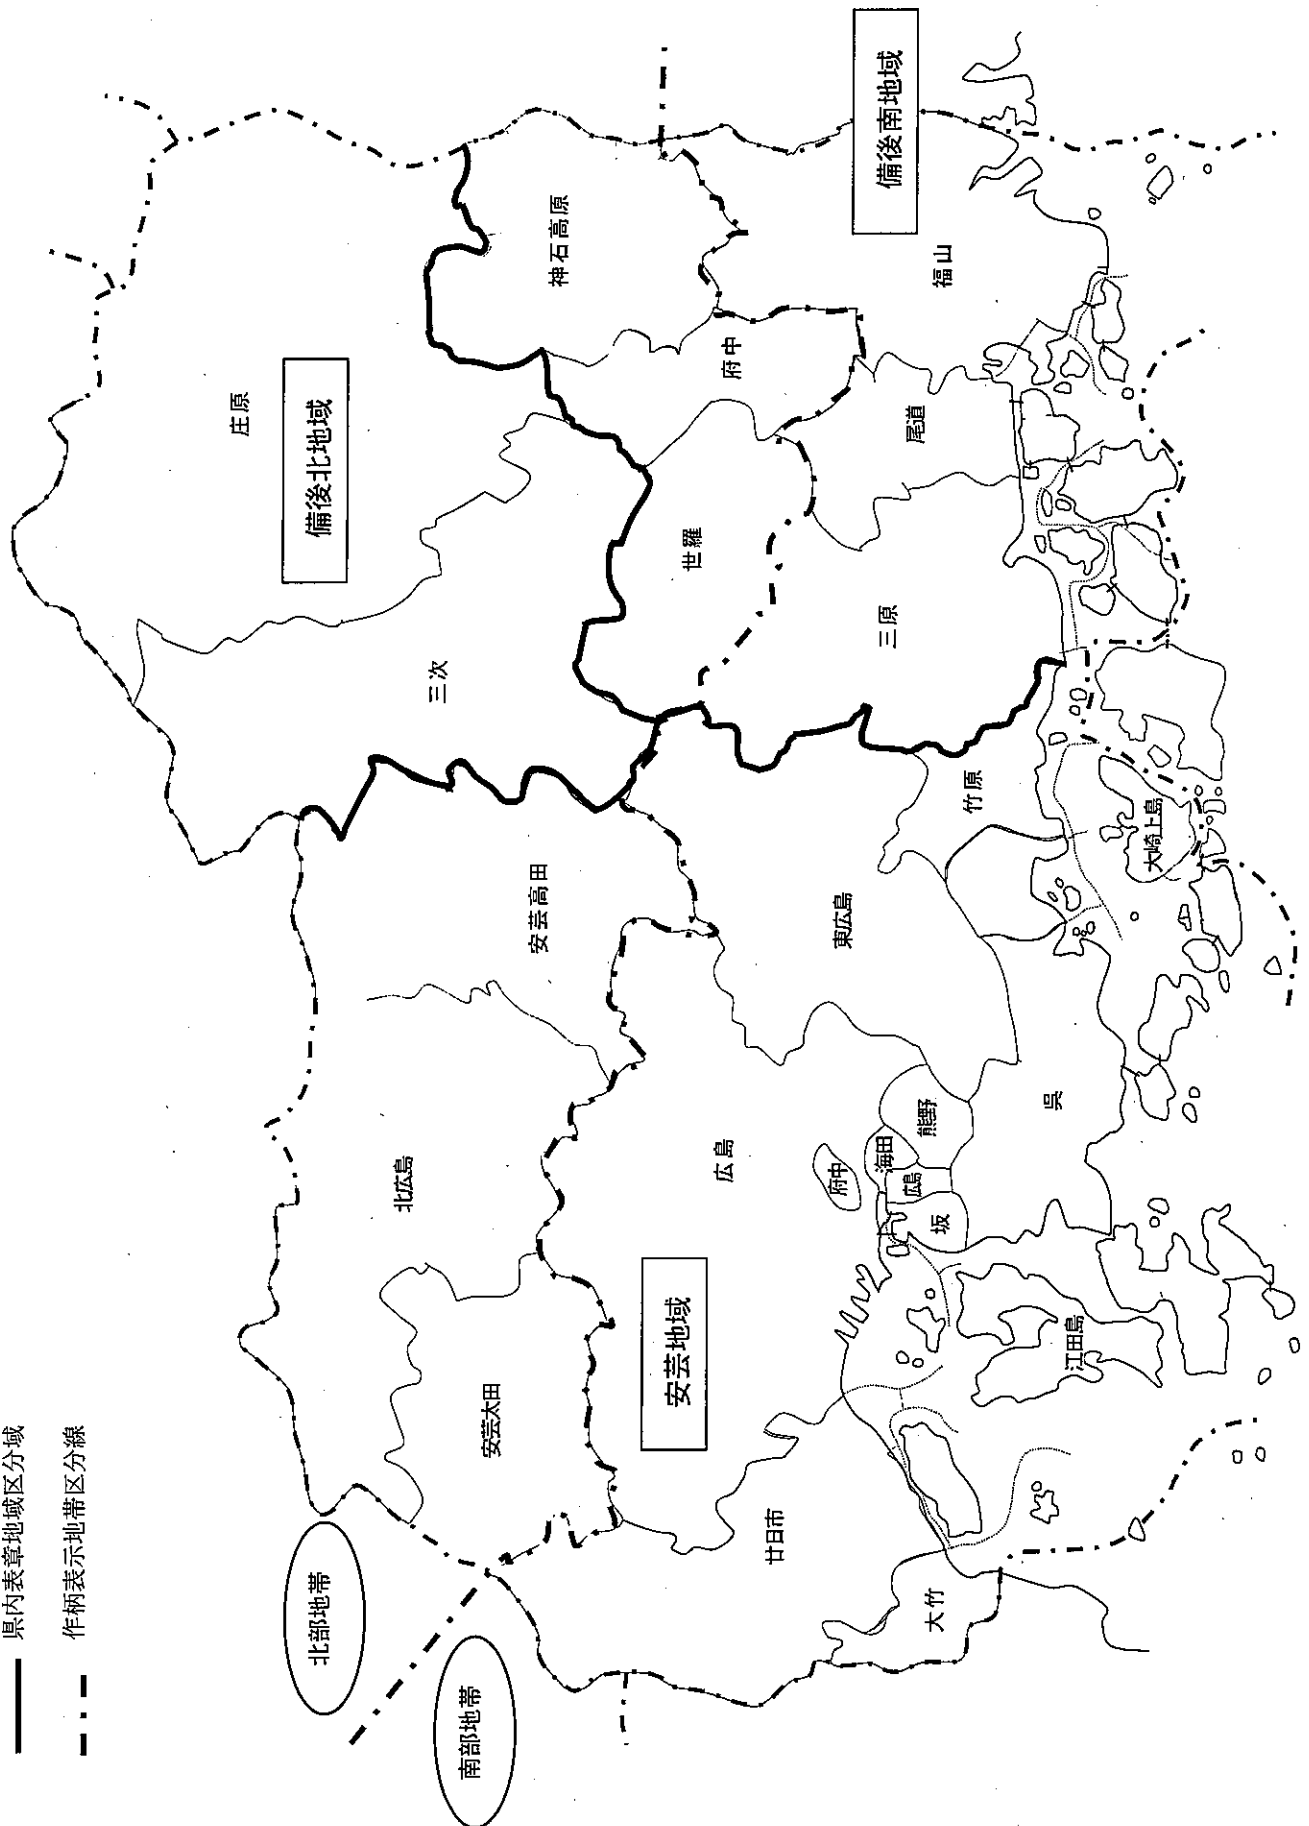 県内表章地域区分域
作柄表示地帯区分線
北部地帯
南部地帯
備後北地域
備後南地域
安芸地域
庄原
三次
神石高原
府中
世羅
福山
尾道
三原
安芸高田
北広島
安芸太田
広島
東広島
竹原
大崎上島
呉
熊野
海田
府中
広島
坂
江田島
廿日市
大竹